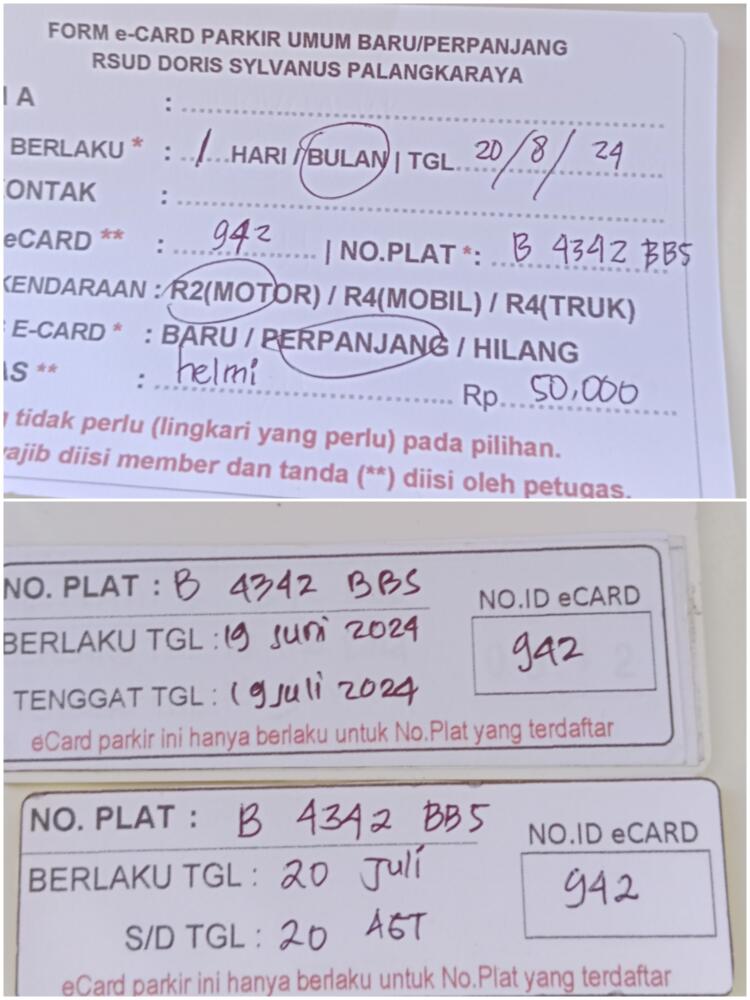 FORM e-CARD PARKIR UMUM BARU/PERPANJANG
RSUD DORIS SYLVANUS PALANGKARAYA
A :
BERLAKU * : 1 HARI / BULAN | TGL 20/8/24
ONTAK :
eCARD ** : 942 | NO.PLAT *: B 4342 BBS
KENDARAAN : R2(MOTOR) / R4(MOBIL) / R4(TRUK)
E-CARD * : BARU / PERPANJANG / HILANG
AS ** : helmi Rp. 50,000
tidak perlu (lingkari yang perlu) pada pilihan.
ajib diisi member dan tanda (**) diisi oleh petugas.
NO. PLAT : B 4342 BBS
NO.ID eCARD
BERLAKU TGL : 19 Juni 2024
942
TENGGAT TGL : 19 Juli 2024
eCard parkir ini hanya berlaku untuk No.Plat yang terdaftar
NO. PLAT : B 4342 BBS
NO.ID eCARD
BERLAKU TGL : 20 Juli
942
S/D TGL : 20 AGT
eCard parkir ini hanya berlaku untuk No.Plat yang terdaftar